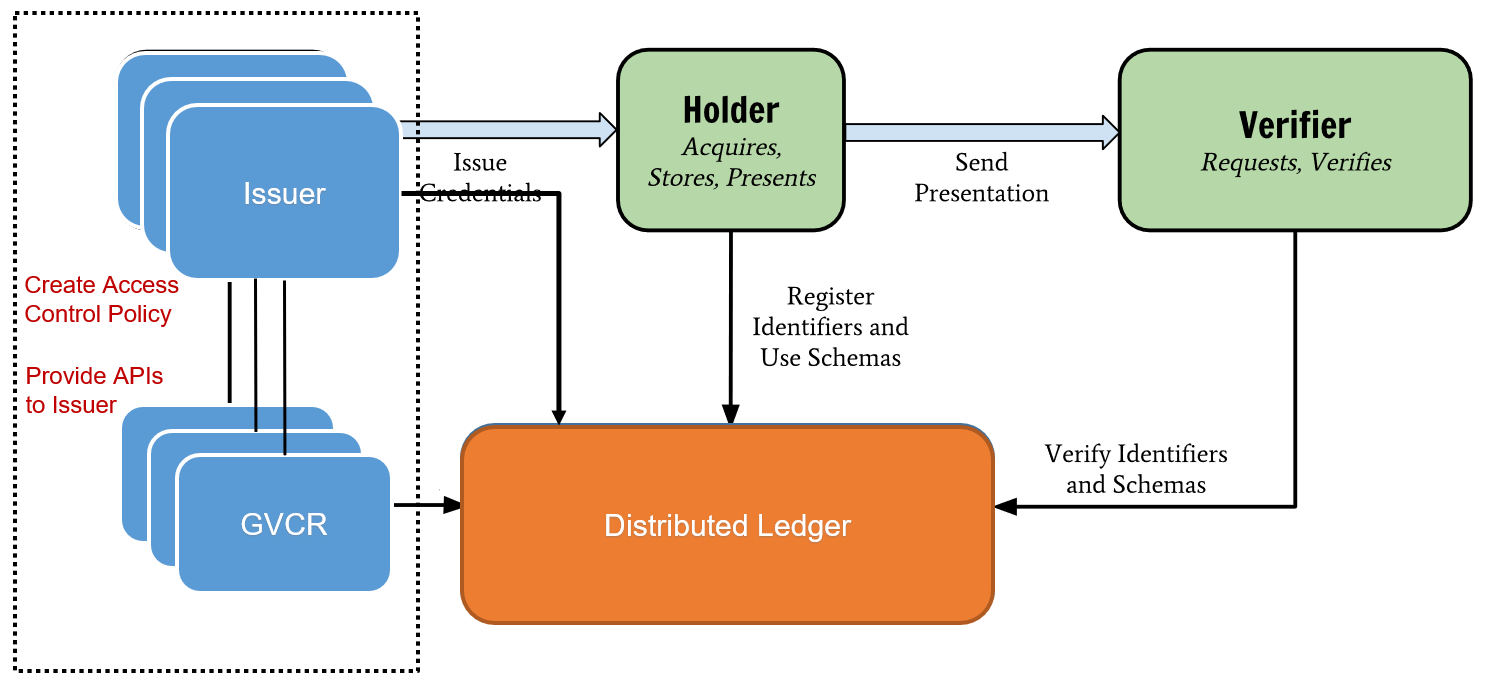 Issuer
Issue
Credentials
Holder
Acquires,
Stores, Presents
Send
Presentation
Verifier
Requests, Verifies
Create Access
Control Policy
Provide APIs
to Issuer
Register
Identifiers and
Use Schemas
GVCR
Distributed Ledger
Verify Identifiers
and Schemas